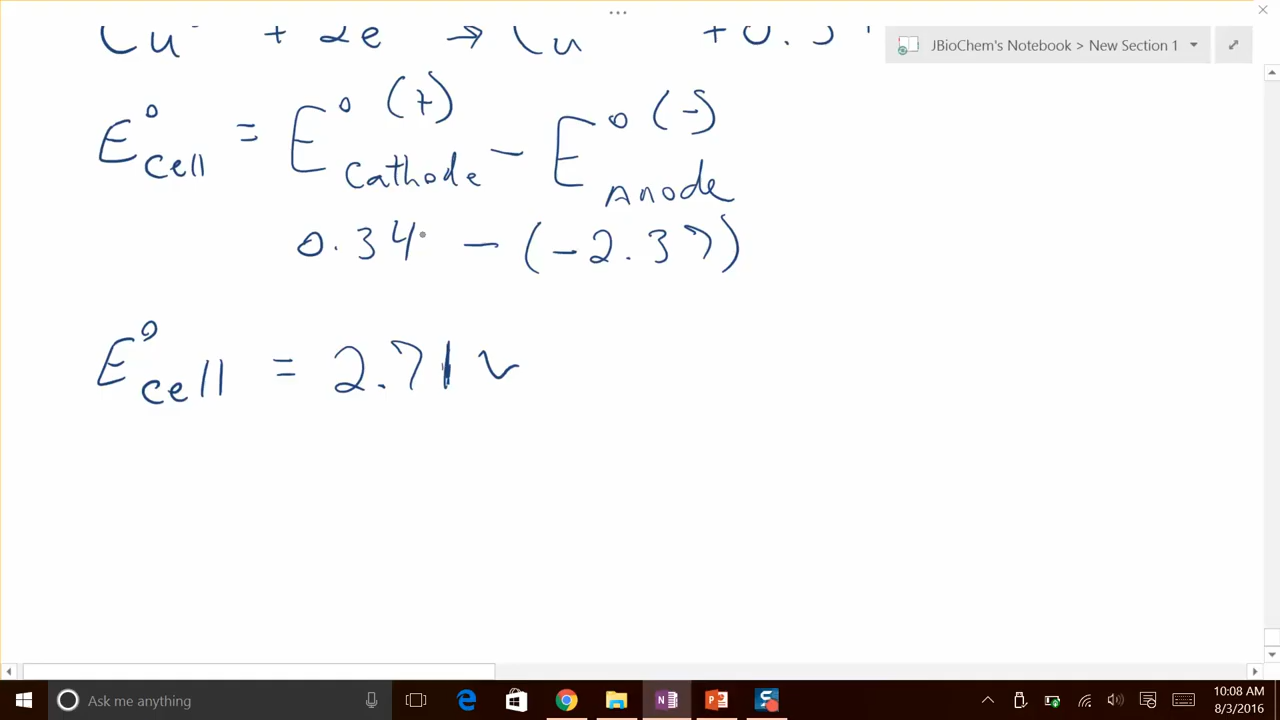 Cu + 2e → Cu
JBioChem's Notebook > New Section 1
E°cell = E°(+) Cathode − E°(-) Anode
0.34 − (−2.37)
E°cell = 2.71 v
Ask me anything
10:08 AM
8/3/2016